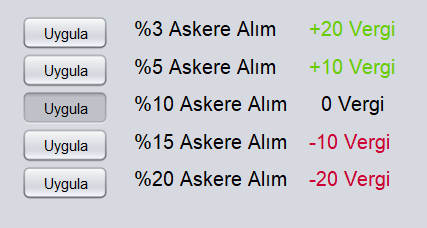 Uygula %3 Askere Alım +20 Vergi
Uygula %5 Askere Alım +10 Vergi
Uygula %10 Askere Alım 0 Vergi
Uygula %15 Askere Alım -10 Vergi
Uygula %20 Askere Alım -20 Vergi